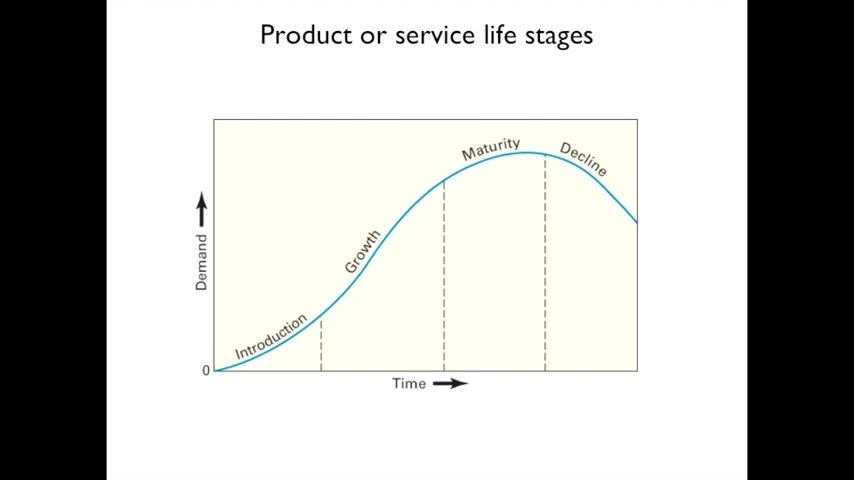 Product or service life stages
Maturity
Decline
Growth
Introduction
Demand
0
Time